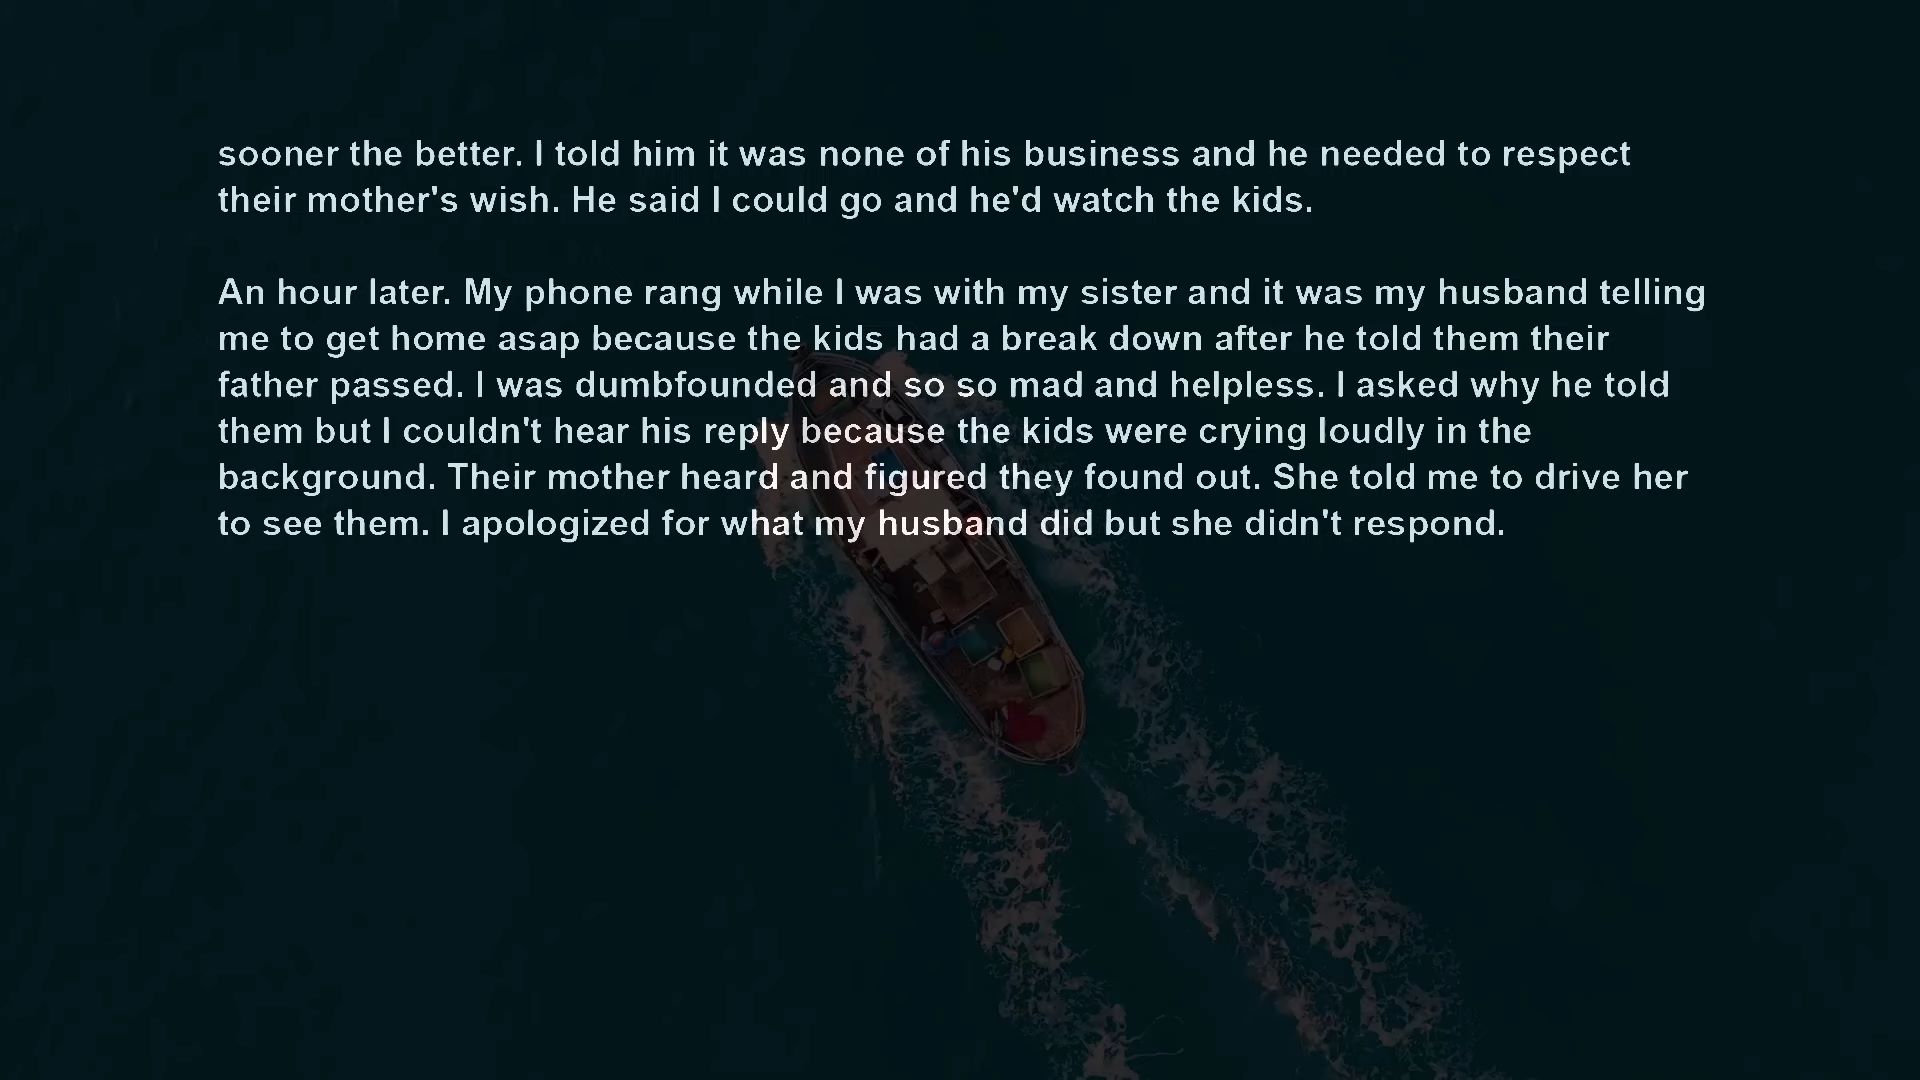 sooner the better. I told him it was none of his business and he needed to respect
their mother's wish. He said I could go and he'd watch the kids.
An hour later. My phone rang while I was with my sister and it was my husband telling
me to get home asap because the kids had a break down after he told them their
father passed. I was dumbfounded and so so mad and helpless. I asked why he told
them but I couldn't hear his reply because the kids were crying loudly in the
background. Their mother heard and figured they found out. She told me to drive her
to see them. I apologized for what my husband did but she didn't respond.